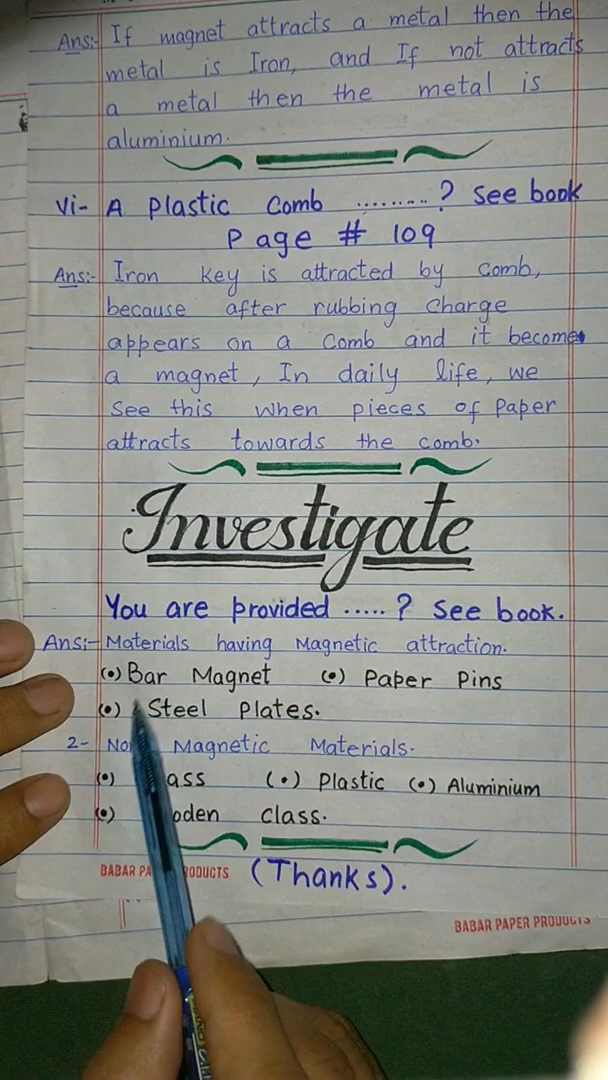 Ans:- If magnet attracts a metal then the
metal is Iron, and If not attracts
a metal then the metal is
aluminium.
Vi- A Plastic Comb ........? See book
Page # 109
Ans:- Iron key is attracted by comb,
because after rubbing charge
appears on a comb and it becomes
a magnet, In daily life, we
See this when pieces of Paper
attracts towards the comb.
Investigate
You are provided .....? See book.
Ans:- Materials having Magnetic attraction.
(•) Bar Magnet (•) Paper Pins
(•) Steel Plates.
2- Magnetic Materials.
(•) (•) Plastic (•) Aluminium
(•) class.
BABAR PRODUCTS (Thanks).
BABAR PAPER PRODUCTS